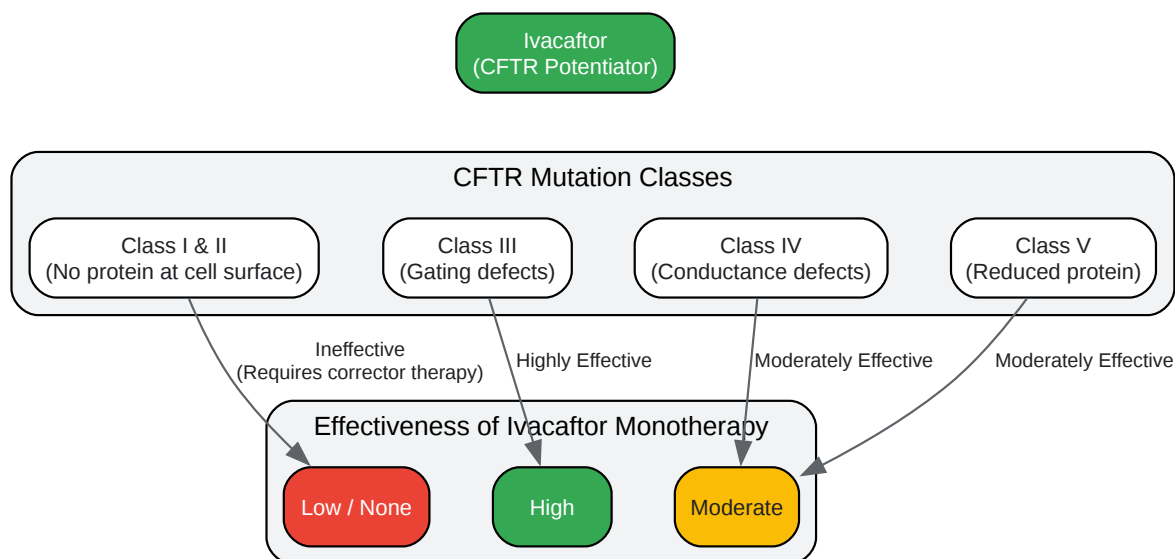 Ivacaftor
(CFTR Potentiator)
CFTR Mutation Classes
Class I & II
(No protein at cell surface)
Class III
(Gating defects)
Class IV
(Conductance defects)
Class V
(Reduced protein)
Ineffective
(Requires corrector therapy)
Highly Effective
Moderately Effective
Moderately Effective
Effectiveness of Ivacaftor Monotherapy
Low / None
High
Moderate